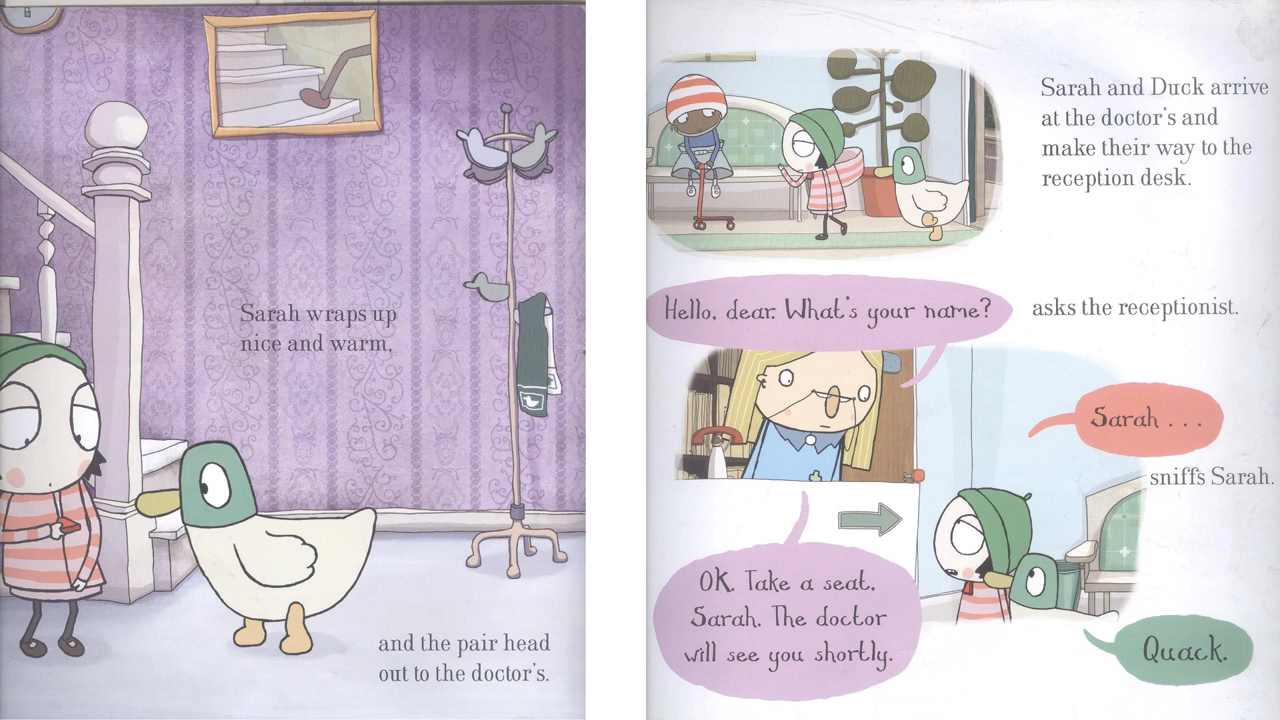 Sarah wraps up
nice and warm,
and the pair head
out to the doctor's.
Sarah and Duck arrive
at the doctor's and
make their way to the
reception desk.
Hello, dear. What's your name?
asks the receptionist.
Sarah . . .
sniffs Sarah.
OK. Take a seat,
Sarah. The doctor
will see you shortly.
Quack.